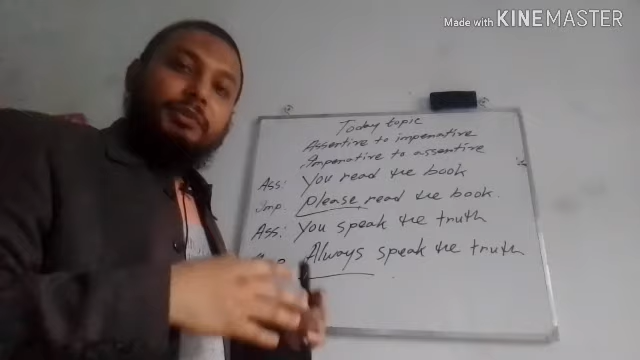 Made with KINEMASTER
Today topic
Assertive to imperative
Imperative to assertive
Ass: You read the book
Imp: please, read the book.
Ass: You speak the truth
Always speak the truth